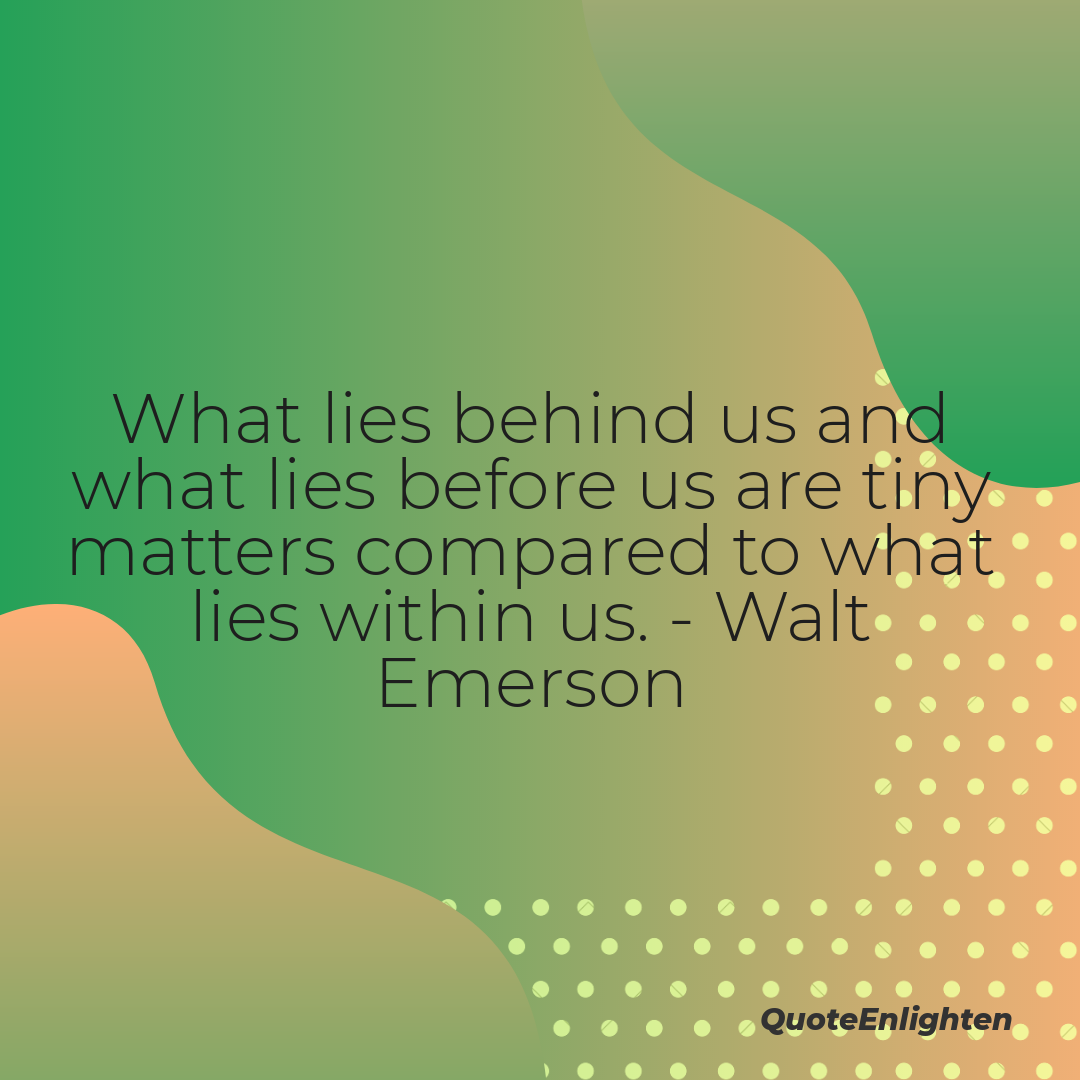 What lies behind us and
what lies before us are tiny
matters compared to what
lies within us. - Walt
Emerson
QuoteEnlighten